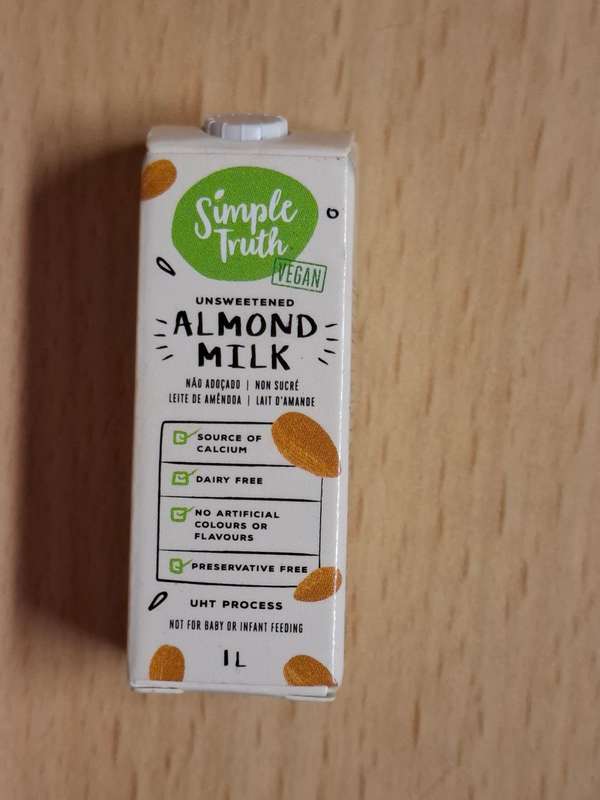 Simple
Truth
VEGAN
UNSWEETENED
ALMOND
MILK
NÃO ADOÇADO | NON SUCRÉ
LEITE DE AMÊNDOA | LAIT D'AMANDE
SOURCE OF
CALCIUM
DAIRY FREE
NO ARTIFICIAL
COLOURS OR
FLAVOURS
PRESERVATIVE FREE
UHT PROCESS
NOT FOR BABY OR INFANT FEEDING
1L